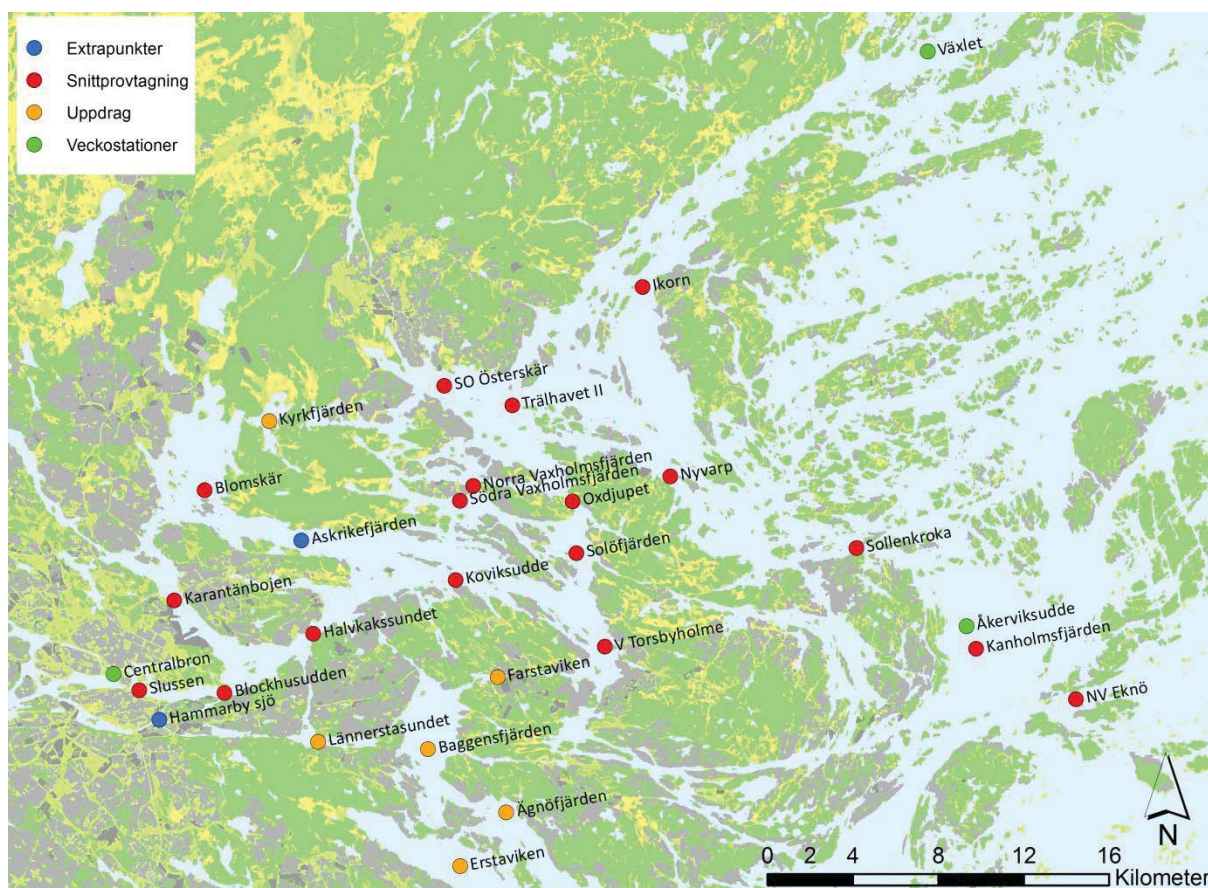 Extrapunkter
Snittprovtagning
Uppdrag
Veckostationer
Växlet
Ikorn
SO Österskär
Trälhavet II
Kyrkfjärden
Norra Vaxholmsfjärden
Södra Vaxholmsfjärden
Nyvarp
Blomskär
Oxdjupet
Askrikefjärden
Solöfjärden
Sollenkroka
Koviksudde
Karantänbojen
Halvkakssundet
Åkerviksudde
V Torsbyholme
Kanholmsfjärden
Centralbron
Farstaviken
Slussen
Blockhusudden
NV Eknö
Hammarby sjö
Lännerstasundet
Baggensfjärden
Ägnöfjärden
Erstaviken
N
0 2 4 8 12 16
Kilometer